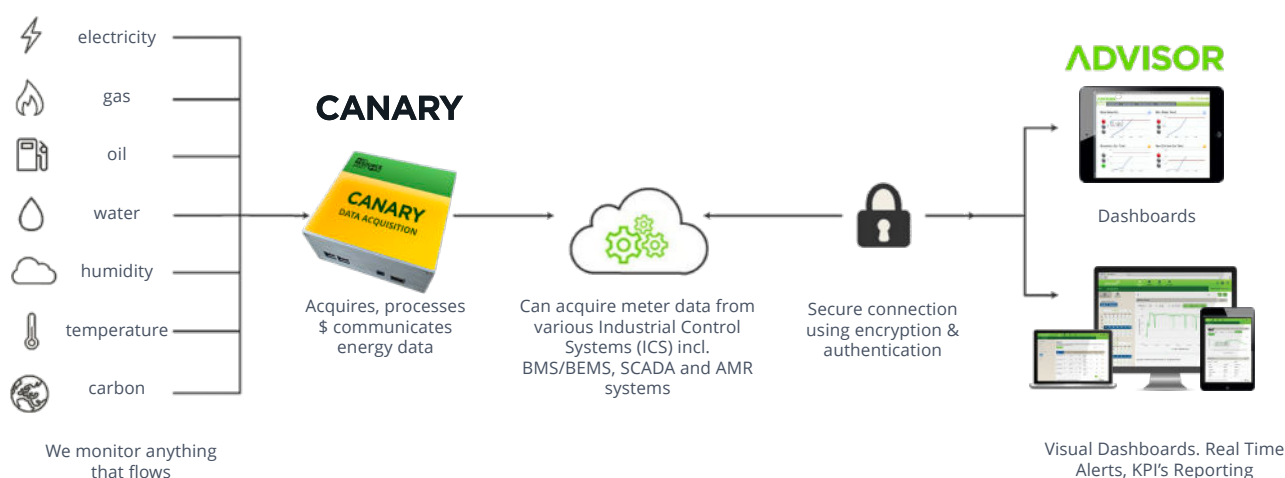 electricity
gas
oil
water
humidity
temperature
carbon
We monitor anything
that flows
CANARY
CANARY
DATA ACQUISITION
Acquires, processes
$ communicates
energy data
Can acquire meter data from
various Industrial Control
Systems (ICS) incl.
BMS/BEMS, SCADA and AMR
systems
Secure connection
using encryption &
authentication
ADVISOR
Dashboards
Visual Dashboards. Real Time
Alerts, KPI's Reporting